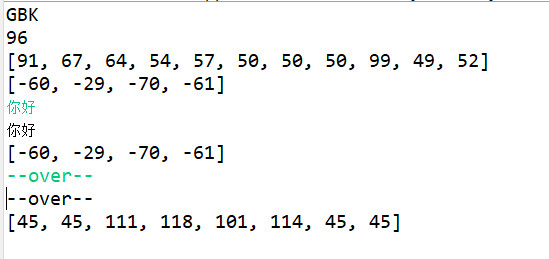 GBK
96
[91, 67, 64, 54, 57, 50, 50, 50, 99, 49, 52]
[-60, -29, -70, -61]
你好
你好
[-60, -29, -70, -61]
--over--
--over--
[45, 45, 111, 118, 101, 114, 45, 45]